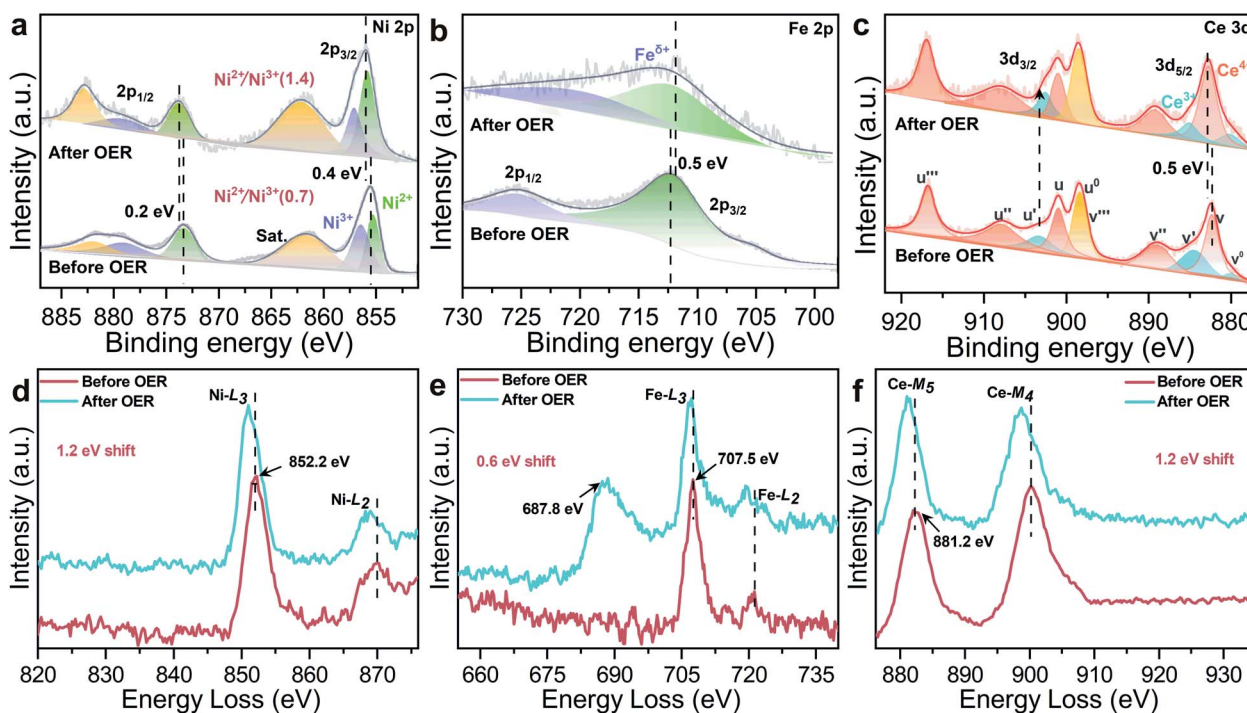 a
Ni 2p
2p3/2
2p1/2
Ni²⁺/Ni³⁺(1.4)
After OER
0.4 eV
Ni²⁺/Ni³⁺(0.7)
0.2 eV
Ni³⁺
Ni²⁺
Sat.
Before OER
885 880 875 870 865 860 855
Binding energy (eV)
Intensity (a.u.)
b
Fe 2p
Feδ+
After OER
0.5 eV
2p1/2
2p3/2
Before OER
730 725 720 715 710 705 700
Binding energy (eV)
Intensity (a.u.)
c
Ce 3d
3d3/2
3d5/2
Ce³⁺
After OER
0.5 eV
u'''
u''
u'
u
u⁰
v'''
v''
v'
v
v⁰
Before OER
920 910 900 890 880
Binding energy (eV)
Intensity (a.u.)
d
Before OER
After OER
Ni-L3
1.2 eV shift
852.2 eV
Ni-L2
820 830 840 850 860 870
Energy Loss (eV)
Intensity (a.u.)
e
Before OER
After OER
Fe-L3
0.6 eV shift
707.5 eV
687.8 eV
Fe-L2
660 675 690 705 720 735
Energy Loss (eV)
Intensity (a.u.)
f
Ce-M5
Ce-M4
Before OER
After OER
1.2 eV shift
881.2 eV
880 890 900 910 920 930
Energy Loss (eV)
Intensity (a.u.)